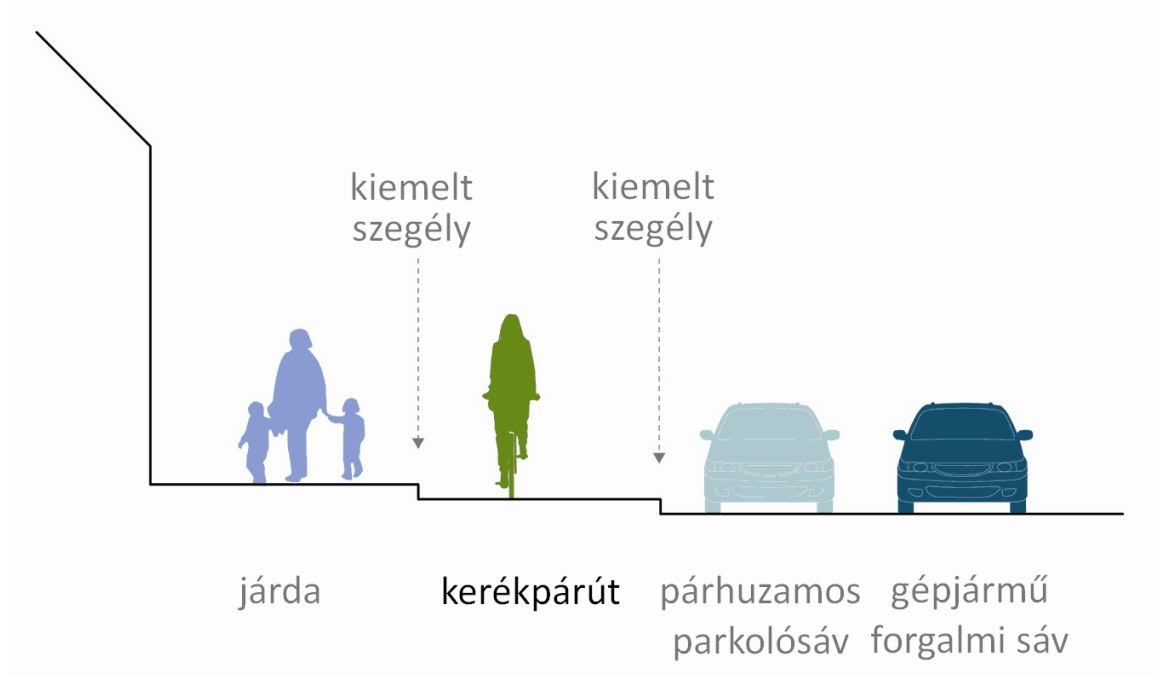 kiemelt
szegély
kiemelt
szegély
járda
kerékpárút
párhuzamos
parkolósáv
gépjármű
forgalmi sáv